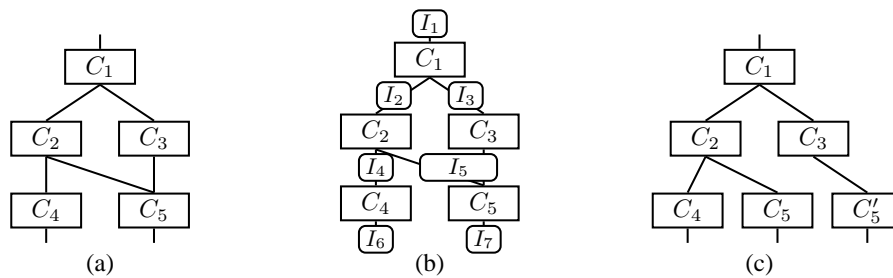 C₁
C₂ C₃
C₄ C₅
(a)
I₁
C₁
I₂ I₃
C₂ C₃
I₄ I₅
C₄ C₅
I₆ I₇
(b)
C₁
C₂ C₃
C₄ C₅ C₅′
(c)